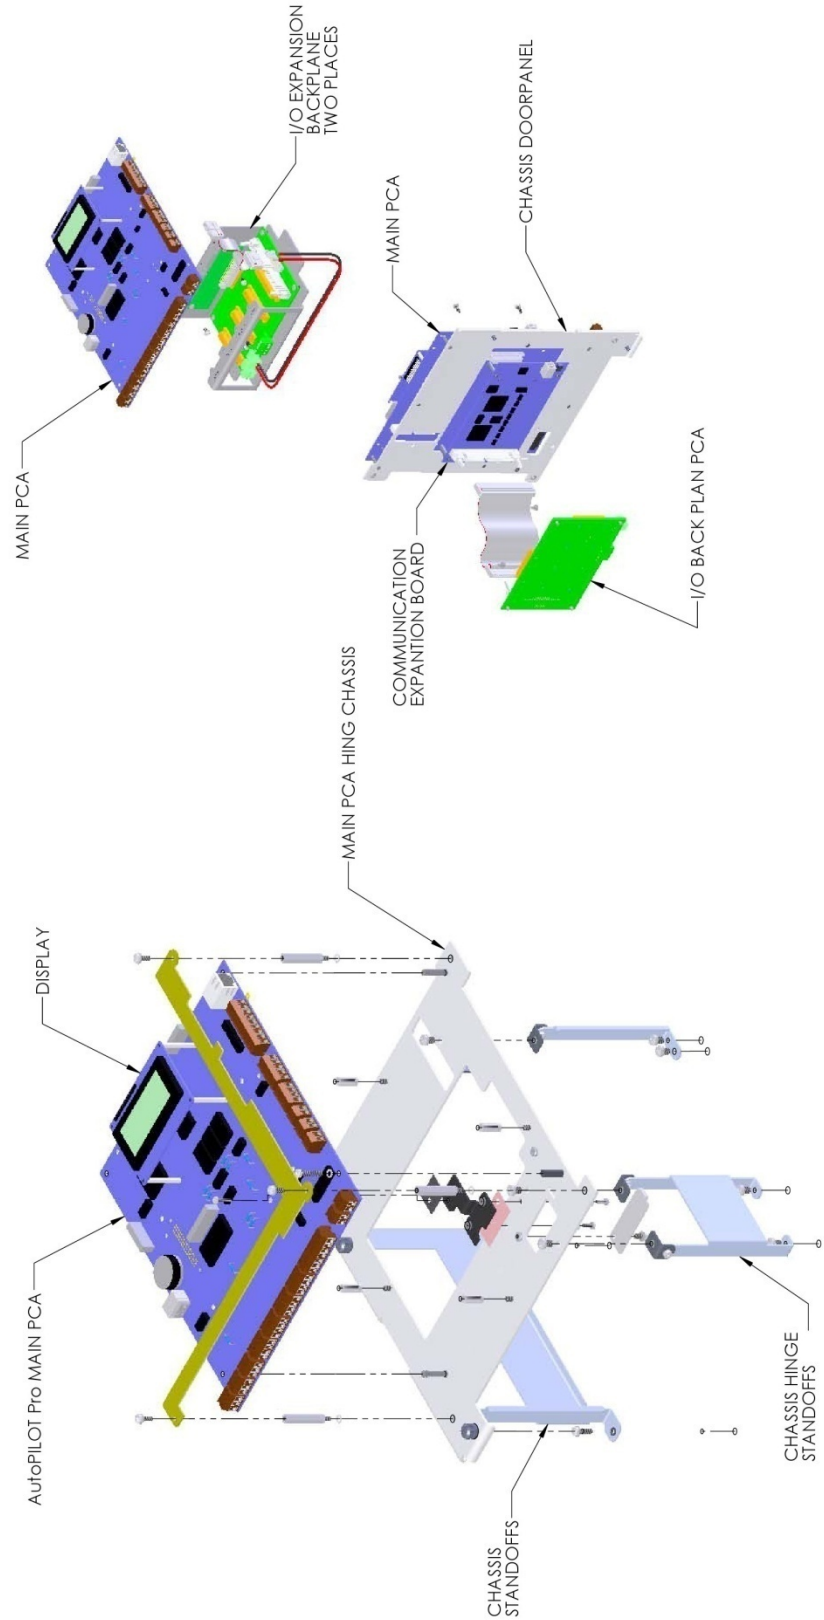 AutoPILOT Pro MAIN PCA
DISPLAY
MAIN PCA HING CHASSIS
CHASSIS
STANDOFFS
CHASSIS HINGE
STANDOFFS
MAIN PCA
I/O EXPANSION
BACKPLANE
TWO PLACES
COMMUNICATION
EXPANTION BOARD
MAIN PCA
CHASSIS DOORPANEL
I/O BACK PLAN PCA